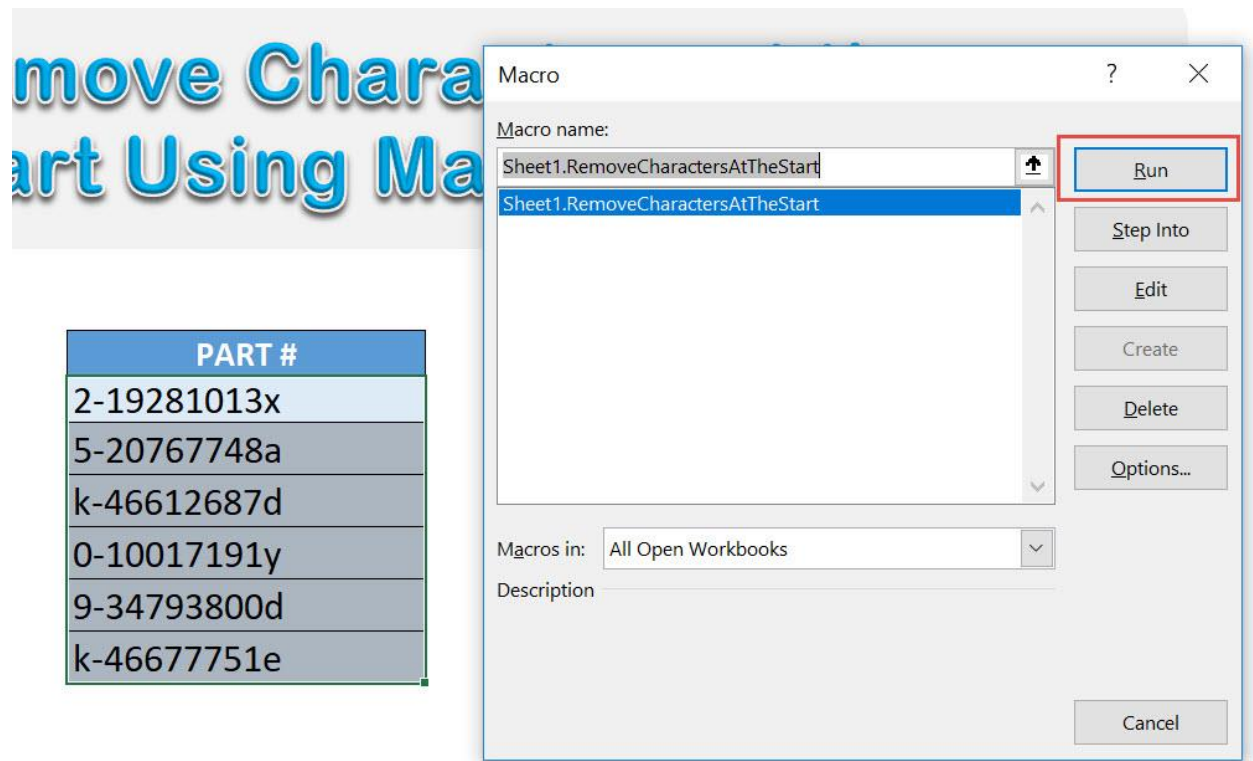 move Chara
art Using Ma
PART #
2-19281013x
5-20767748a
k-46612687d
0-10017191y
9-34793800d
k-46677751e
Macro
?
Macro name:
Sheet1.RemoveCharactersAtTheStart
Sheet1.RemoveCharactersAtTheStart
Run
Step Into
Edit
Create
Delete
Options...
Macros in: All Open Workbooks
Description
Cancel